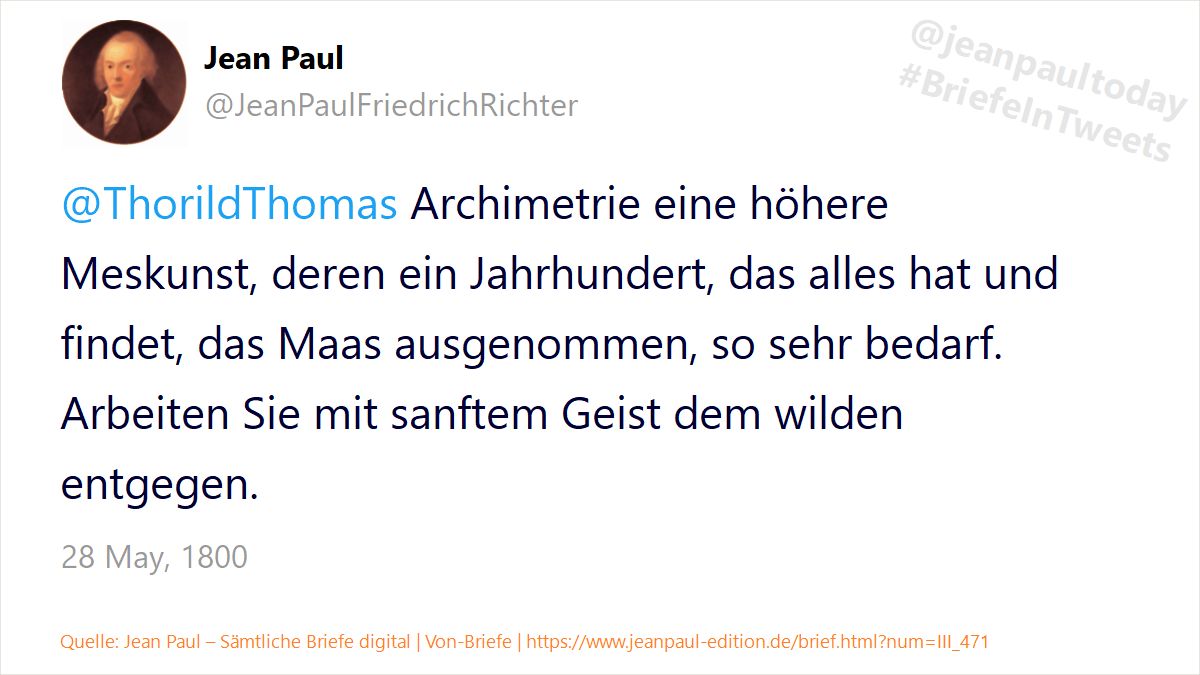 Jean Paul
@JeanPaulFriedrichRichter
@jeanpaultoday
#BriefeInTweets
@ThorildThomas Archimetrie eine höhere
Meskunst, deren ein Jahrhundert, das alles hat und
findet, das Maas ausgenommen, so sehr bedarf.
Arbeiten Sie mit sanftem Geist dem wilden
entgegen.
28 May, 1800
Quelle: Jean Paul – Sämtliche Briefe digital | Von-Briefe | https://www.jeanpaul-edition.de/brief.html?num=III_471